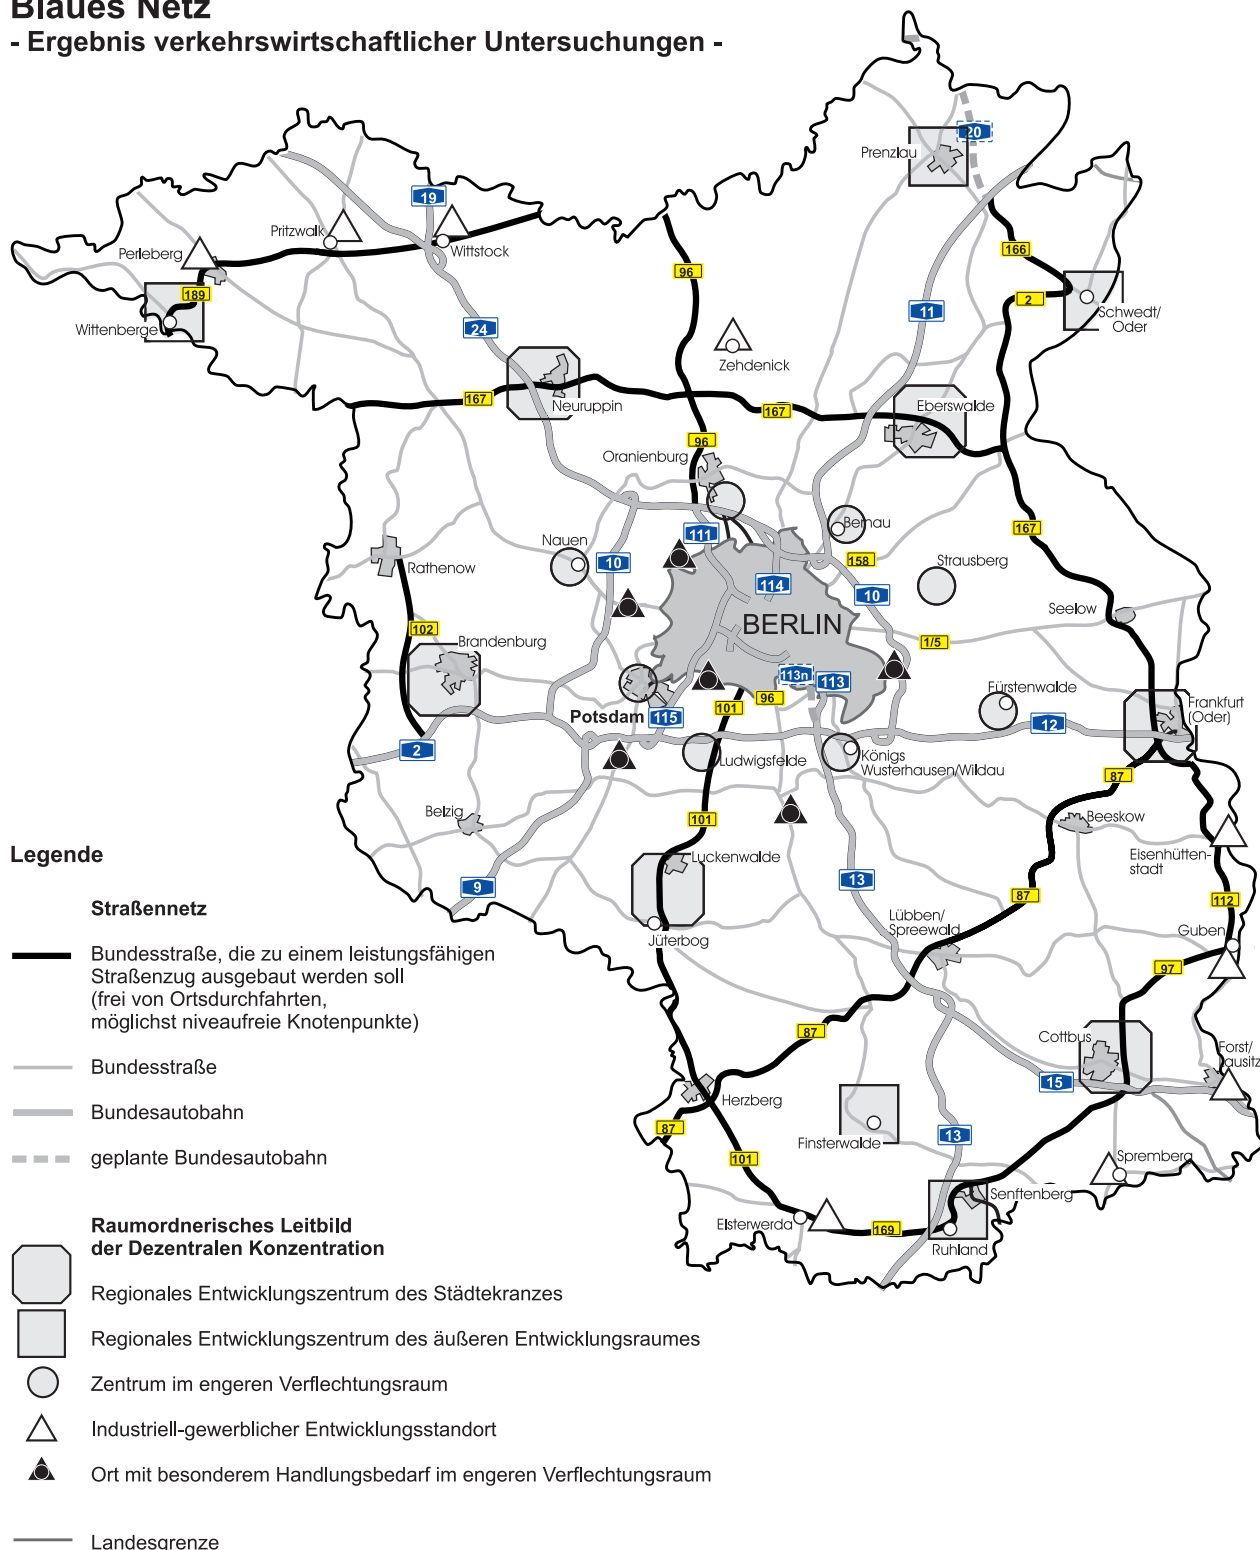 Blaues Netz
- Ergebnis verkehrswirtschaftlicher Untersuchungen -
20
Prenzlau
19
Pritzwalk
Wittstock
Perleberg
166
96
189
2
Schwedt/
Oder
11
Wittenberge
24
Zehdenick
167
Neuruppin
167
Eberswalde
96
Oranienburg
111
Bernau
167
Nauen
10
158
Strausberg
Rathenow
114
10
Seelow
102
BERLIN
1/5
Brandenburg
113n
113
Fürstenwalde
96
101
Frankfurt
(Oder)
Potsdam
115
12
2
Ludwigsfelde
Königs
Wusterhausen/Wildau
87
Belzig
101
Beeskow
Eisenhütten-
stadt
Luckenwalde
9
13
87
112
Lübben/
Spreewald
Guben
Jüterbog
97
87
Cottbus
Forst/
ausitz
15
Herzberg
87
13
Finsterwalde
101
Spremberg
Senftenberg
Elsterwerda
169
Ruhland
Legende
Straßennetz
Bundesstraße, die zu einem leistungsfähigen
Straßenzug ausgebaut werden soll
(frei von Ortsdurchfahrten,
möglichst niveaufreie Knotenpunkte)
Bundesstraße
Bundesautobahn
geplante Bundesautobahn
Raumordnerisches Leitbild
der Dezentralen Konzentration
Regionales Entwicklungszentrum des Städtekranzes
Regionales Entwicklungszentrum des äußeren Entwicklungsraumes
Zentrum im engeren Verflechtungsraum
Industriell-gewerblicher Entwicklungsstandort
Ort mit besonderem Handlungsbedarf im engeren Verflechtungsraum
Landesgrenze